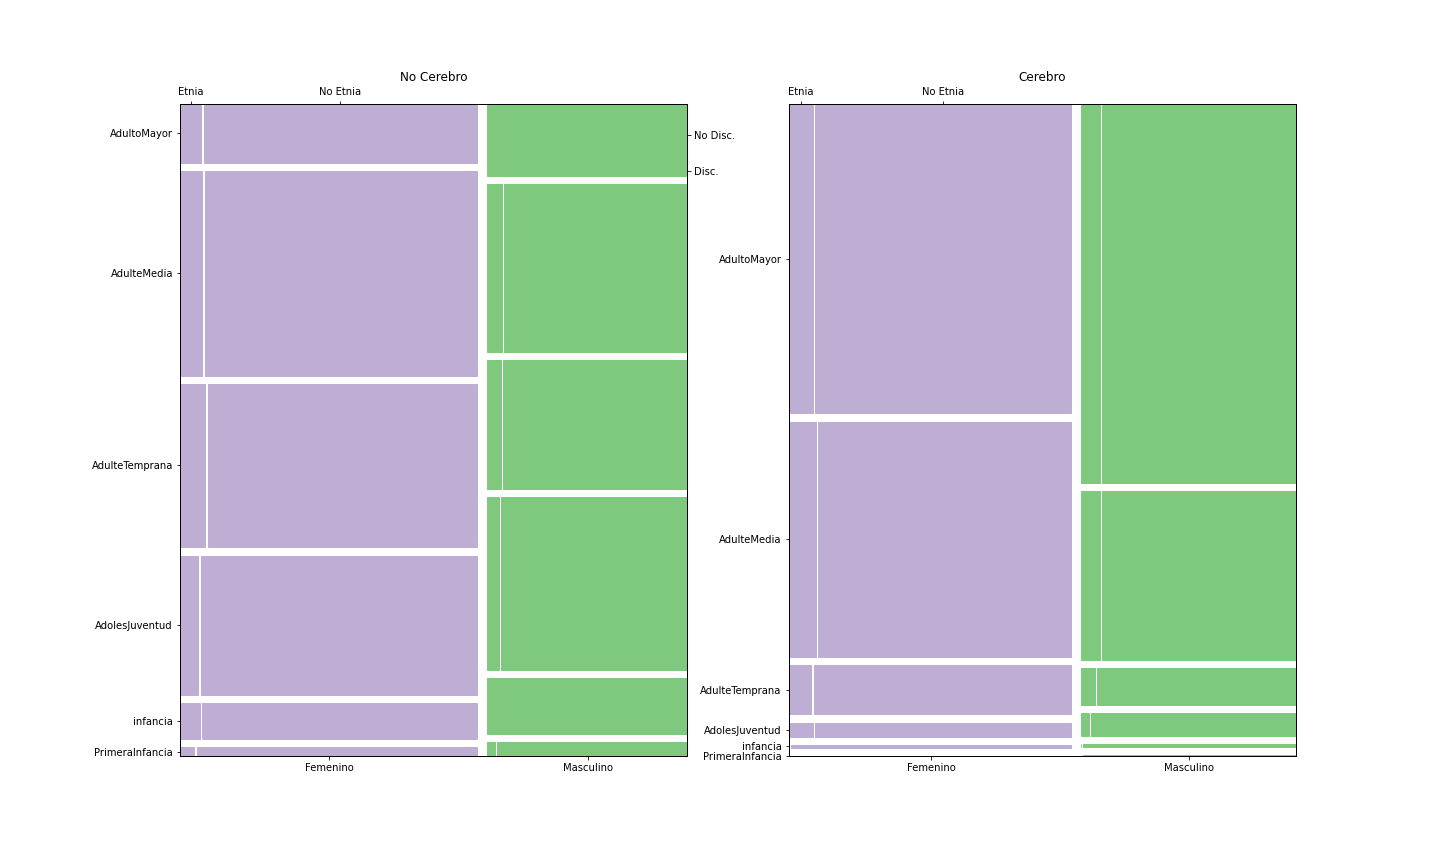 No Cerebro
Etnia
No Etnia
AdultoMayor
AdulteMedia
AdulteTemprana
AdolesJuventud
infancia
PrimeraInfancia
No Disc.
Disc.
Femenino
Masculino
Cerebro
Etnia
No Etnia
AdultoMayor
AdulteMedia
AdulteTemprana
AdolesJuventud
infancia
PrimeraInfancia
Femenino
Masculino